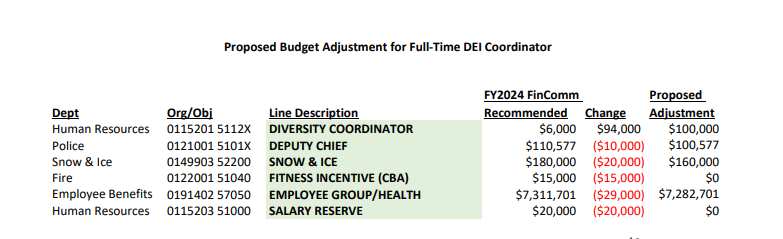 Proposed Budget Adjustment for Full-Time DEI Coordinator
FY2024 FinComm Proposed
Dept Org/Obj Line Description Recommended Change Adjustment
Human Resources 0115201 5112X DIVERSITY COORDINATOR $6,000 $94,000 $100,000
Police 0121001 5101X DEPUTY CHIEF $110,577 ($10,000) $100,577
Snow & Ice 0149903 52200 SNOW & ICE $180,000 ($20,000) $160,000
Fire 0122001 51040 FITNESS INCENTIVE (CBA) $15,000 ($15,000) $0
Employee Benefits 0191402 57050 EMPLOYEE GROUP/HEALTH $7,311,701 ($29,000) $7,282,701
Human Resources 0115203 51000 SALARY RESERVE $20,000 ($20,000) $0